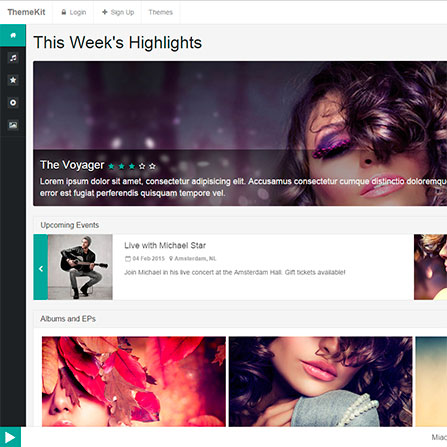 ThemeKit Login Sign Up Themes
This Week's Highlights
The Voyager
Lorem ipsum dolor sit amet, consectetur adipisicing elit. Accusamus consectetur cumque distinctio doloremque
error est fugiat perferendis quisquam tempore vel.
Upcoming Events
Live with Michael Star
04 Feb 2015 Amsterdam, NL
Join Michael in his live concert at the Amsterdam Hall. Gift tickets available!
Albums and EPs